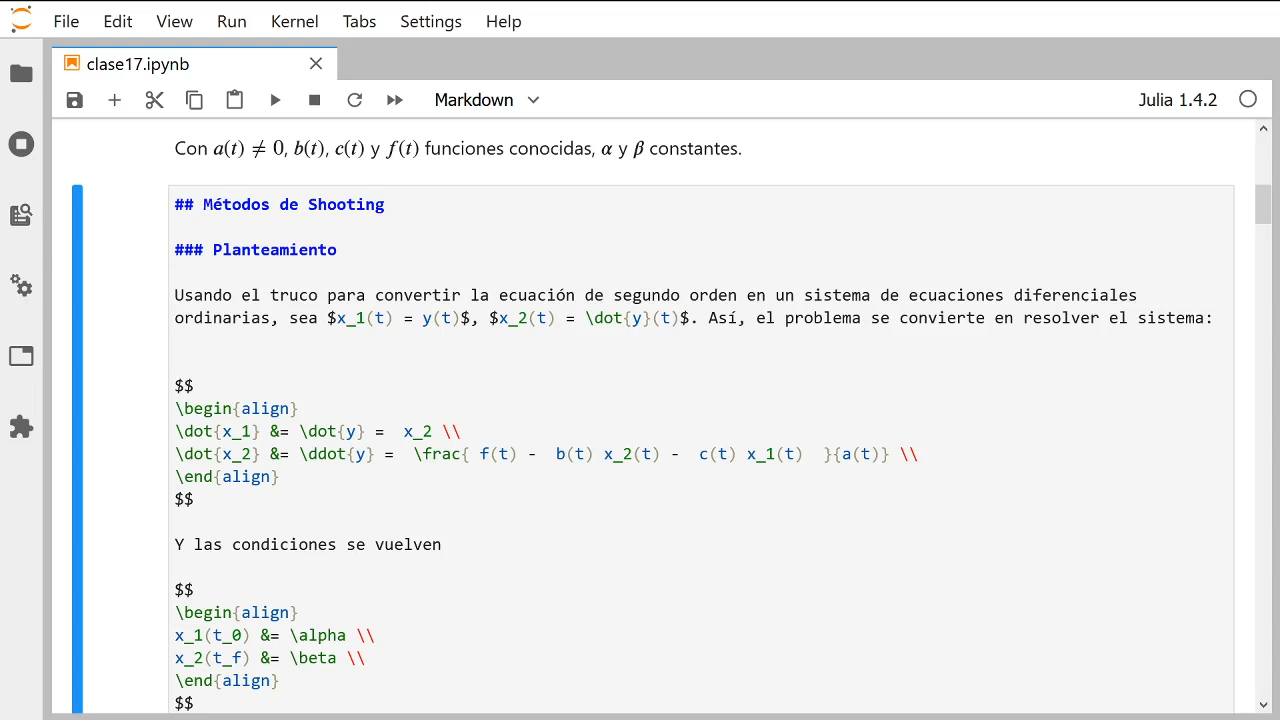 File Edit View Run Kernel Tabs Settings Help
clase17.ipynb
Markdown
Julia 1.4.2
Con a(t) ≠ 0, b(t), c(t) y f(t) funciones conocidas, α y β constantes.
## Métodos de Shooting
### Planteamiento
Usando el truco para convertir la ecuación de segundo orden en un sistema de ecuaciones diferenciales
ordinarias, sea $x_1(t) = y(t)$, $x_2(t) = \dot{y}(t)$. Así, el problema se convierte en resolver el sistema:
$$
\begin{align}
\dot{x_1} &= \dot{y} =  x_2 \\
\dot{x_2} &= \ddot{y} =  \frac{ f(t) -  b(t) x_2(t) -  c(t) x_1(t)  }{a(t)} \\
\end{align}
$$
Y las condiciones se vuelven
$$
\begin{align}
x_1(t_0) &= \alpha \\
x_2(t_f) &= \beta \\
\end{align}
$$